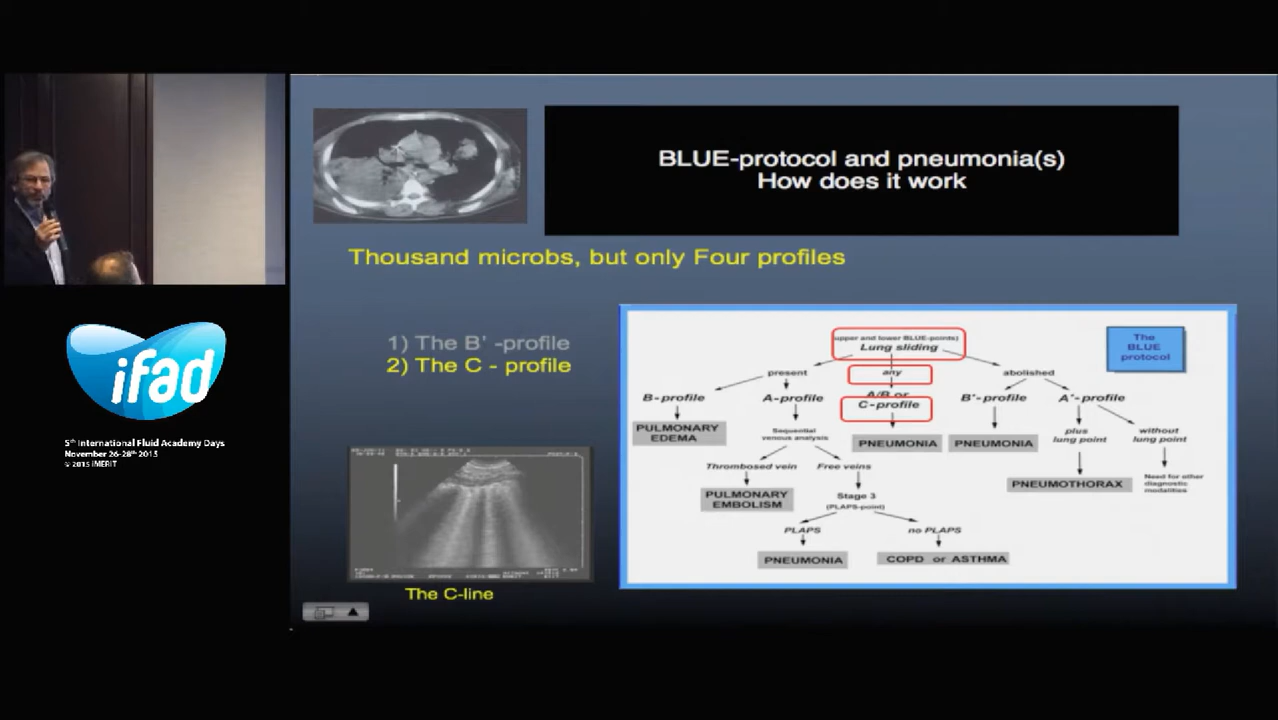 BLUE-protocol and pneumonia(s)
How does it work
Thousand microbs, but only Four profiles
1) The B' -profile
2) The C - profile
The C-line
ifad
5th International Fluid Academy Days
November 26-28th 2015
© 2015 iMERIT
The
BLUE
protocol
upper and lower BLUE-points)
Lung sliding
present
any
abolished
B-profile
A-profile
A/B or
C-profile
B'-profile
A'-profile
PULMONARY
EDEMA
Sequential
venous analysis
PNEUMONIA
PNEUMONIA
plus
lung point
without
lung point
Thrombosed vein
Free veins
PULMONARY
EMBOLISM
Stage 3
(PLAPS-point)
PNEUMOTHORAX
Need for other
diagnostic
modalities
PLAPS
no PLAPS
PNEUMONIA
COPD or ASTHMA